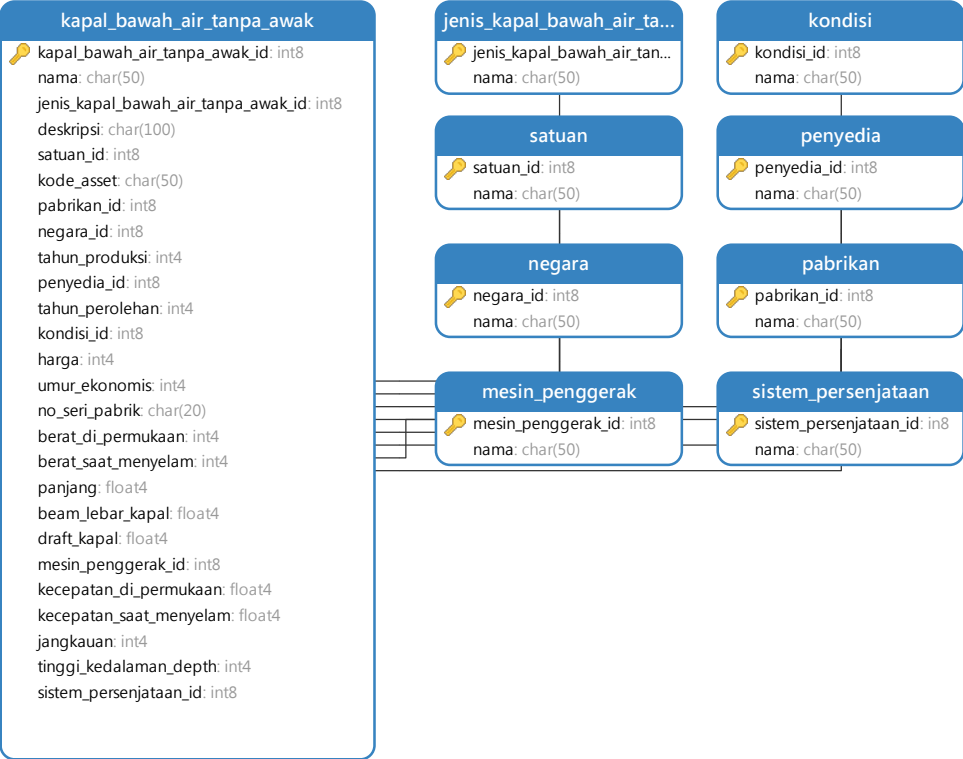 kapal_bawah_air_tanpa_awak
kapal_bawah_air_tanpa_awak_id: int8
nama: char(50)
jenis_kapal_bawah_air_tanpa_awak_id: int8
deskripsi: char(100)
satuan_id: int8
kode_asset: char(50)
pabrikan_id: int8
negara_id: int8
tahun_produksi: int4
penyedia_id: int8
tahun_perolehan: int4
kondisi_id: int8
harga: int4
umur_ekonomis: int4
no_seri_pabrik: char(20)
berat_di_permukaan: int4
berat_saat_menyelam: int4
panjang: float4
beam_lebar_kapal: float4
draft_kapal: float4
mesin_penggerak_id: int8
kecepatan_di_permukaan: float4
kecepatan_saat_menyelam: float4
jangkauan: int4
tinggi_kedalaman_depth: int4
sistem_persenjataan_id: int8
jenis_kapal_bawah_air_ta...
jenis_kapal_bawah_air_tan...
nama: char(50)
satuan
satuan_id: int8
nama: char(50)
negara
negara_id: int8
nama: char(50)
mesin_penggerak
mesin_penggerak_id: int8
nama: char(50)
kondisi
kondisi_id: int8
nama: char(50)
penyedia
penyedia_id: int8
nama: char(50)
pabrikan
pabrikan_id: int8
nama: char(50)
sistem_persenjataan
sistem_persenjataan_id: in8
nama: char(50)